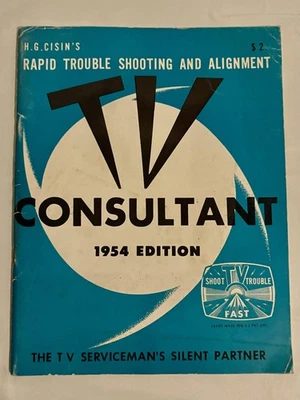 H.G.CISIN'S
$2
RAPID TROUBLE SHOOTING AND ALIGNMENT
TV
CONSULTANT
1954 EDITION
SHOOT TV TROUBLE
FAST
THE TV SERVICEMAN'S SILENT PARTNER